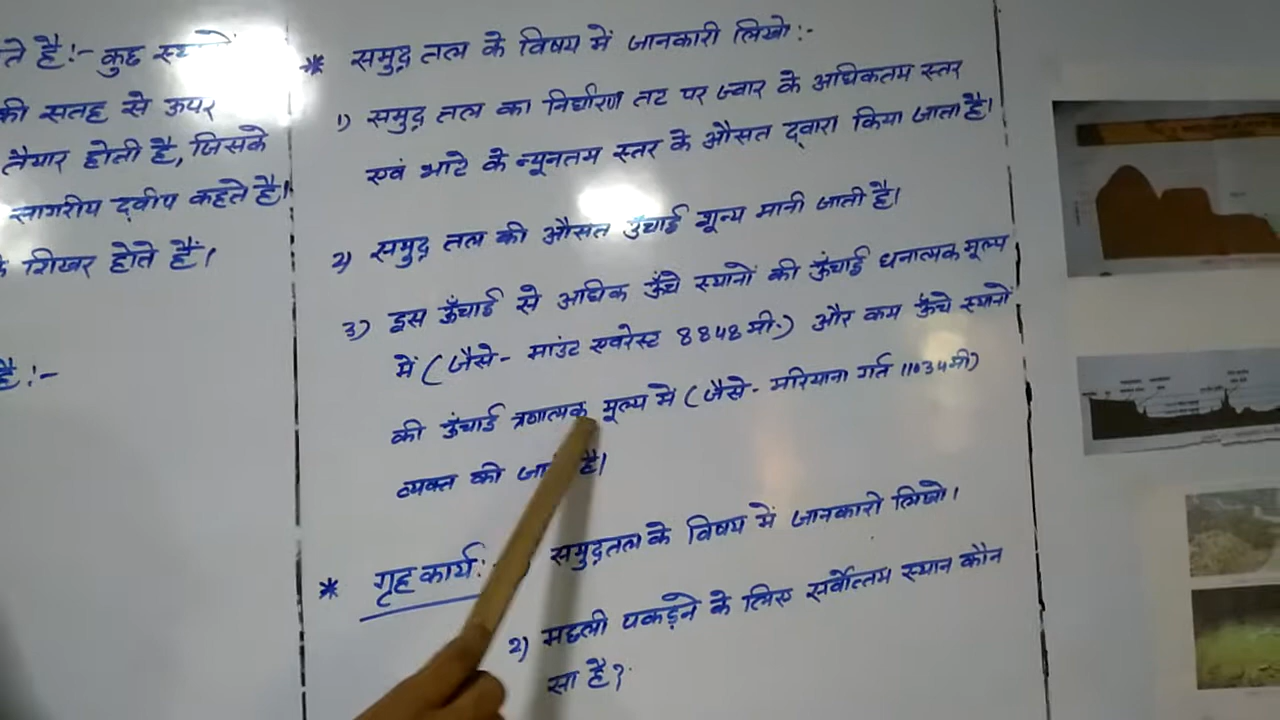 ते है:- कुछ
की सतह से ऊपर
तैयार होती है, जिसके
सागरीय द्वीप कहते है।
शिखर होते हैं।
है:-
* समुद्र तल के विषय में जानकारी लिखो:-
1) समुद्र तल का निर्धारण तट पर ज्वार के अधिकतम स्तर
एवं भाटे के न्यूनतम स्तर के औसत द्वारा किया जाता है।
2) समुद्र तल की औसत उँचाई शून्य मानी जाती है।
3) इस ऊँचाई से अधिक ऊँचे स्थानों की ऊँचाई धनात्मक मूल्य
में (जैसे- माउंट एवरेस्ट 8848 मी.) और कम ऊंचे स्थानों
की ऊँचाई त्रणात्मक मूल्य में (जैसे- मरियाना गर्त 11034मी)
व्यक्त की है।
* गृहकार्य:- समुद्रतल के विषय में जानकारी लिखो।
2) मछली पकड़ने के लिए सर्वोत्तम स्थान कौन
सा है?